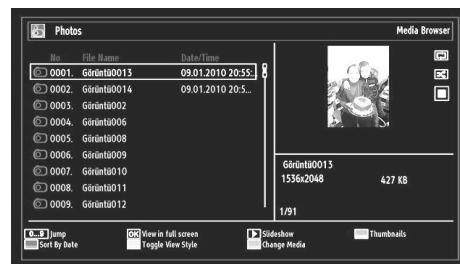 Photos Media Browser
No File Name Date/Time
0001. Görüntü0013 09.01.2010 20:55:
0002. Görüntü0014 09.01.2010 20:5...
0003. Görüntü002
0004. Görüntü006
0005. Görüntü008
0006. Görüntü009
0007. Görüntü010
0008. Görüntü011
0009. Görüntü012
Görüntü0013
1536x2048 427 KB
1/91
0...9 Jump OK View in full screen Slideshow Thumbnails
Sort By Date Toggle View Style Change Media